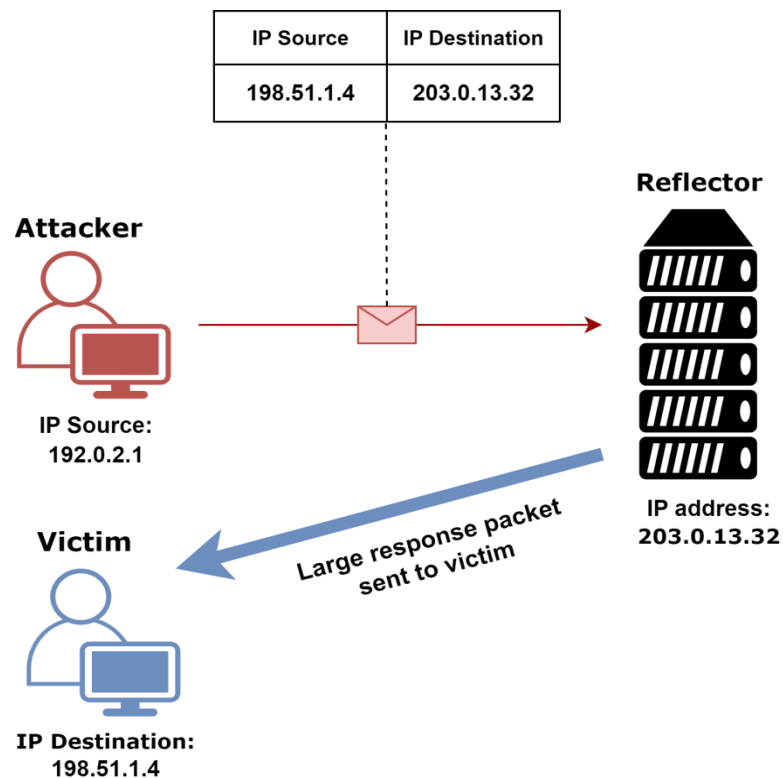 IP Source IP Destination
198.51.1.4 203.0.13.32
Reflector
Attacker
IP Source:
192.0.2.1
IP address:
203.0.13.32
Large response packet
sent to victim
Victim
IP Destination:
198.51.1.4